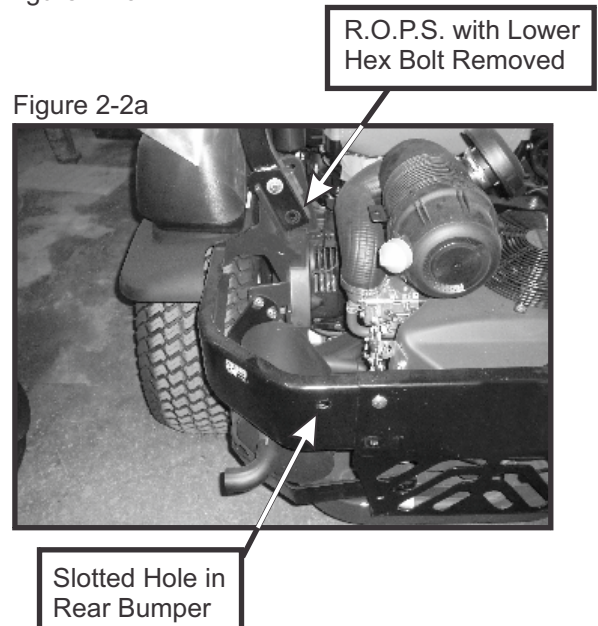 R.O.P.S. with Lower
Hex Bolt Removed
Figure 2-2a
Slotted Hole in
Rear Bumper